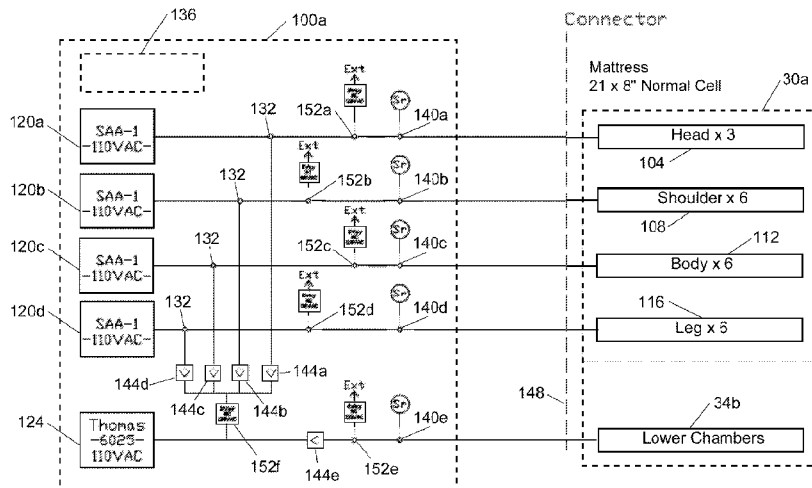 Connector
136
100a
Mattress
21 x 8" Normal Cell
30a
Ext
Sr
120a
SAA-1
-110VAC-
132
152a
140a
Head x 3
104
Ext
Sr
120b
SAA-1
-110VAC-
132
152b
140b
Shoulder x 6
108
Ext
Sr
120c
SAA-1
-110VAC-
132
152c
140c
112
Body x 6
Ext
Sr
120d
SAA-1
-110VAC-
132
152d
140d
116
Leg x 6
144d
144c
144b
144a
148
Ext
Sr
124
Thomas
-6025-
110VAC
152f
144e
152e
140e
34b
Lower Chambers